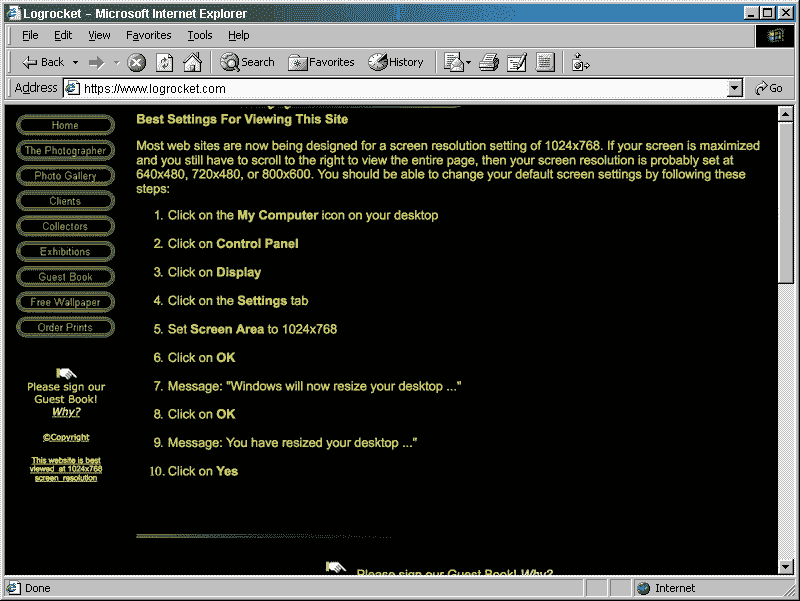 Logrocket – Microsoft Internet Explorer
File Edit View Favorites Tools Help
Back Search Favorites History
Address https://www.logrocket.com Go
Home
The Photographer
Photo Gallery
Clients
Collectors
Exhibitions
Guest Book
Free Wallpaper
Order Prints
Please sign our
Guest Book!
Why?
©Copyright
This website is best
viewed at 1024x768
screen resolution
Best Settings For Viewing This Site
Most web sites are now being designed for a screen resolution setting of 1024x768. If your screen is maximized
and you still have to scroll to the right to view the entire page, then your screen resolution is probably set at
640x480, 720x480, or 800x600. You should be able to change your default screen settings by following these
steps:
1. Click on the My Computer icon on your desktop
2. Click on Control Panel
3. Click on Display
4. Click on the Settings tab
5. Set Screen Area to 1024x768
6. Click on OK
7. Message: "Windows will now resize your desktop ..."
8. Click on OK
9. Message: You have resized your desktop ..."
10. Click on Yes
Please sign our Guest Book! Why?
Done Internet